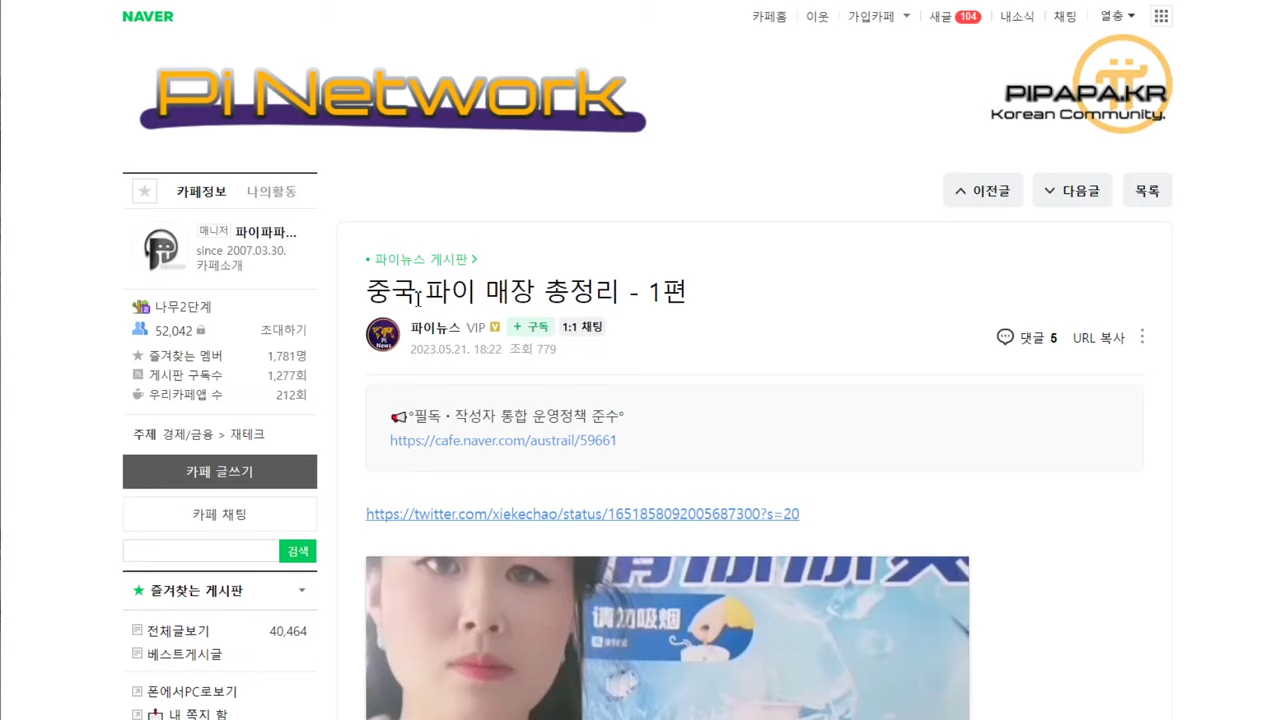 NAVER
카페홈 이웃 가입카페 새글 104 내소식 채팅 열충
Pi Network
PIPAPA.KR
Korean Community.
카페정보 나의활동
이전글 다음글 목록
매니저 파이파파...
since 2007.03.30.
카페소개
나무2단계
52,042 초대하기
즐겨찾는 멤버 1,781명
게시판 구독수 1,277회
우리카페앱 수 212회
주제 경제/금융 > 재테크
카페 글쓰기
카페 채팅
검색
즐겨찾는 게시판
전체글보기 40,464
베스트게시글
폰에서PC로보기
내 쪽지 함
• 파이뉴스 게시판 >
중국 파이 매장 총정리 - 1편
Pi News
파이뉴스 VIP V + 구독 1:1 채팅
2023.05.21. 18:22 조회 779
댓글 5 URL 복사
°필독・작성자 통합 운영정책 준수°
https://cafe.naver.com/austrail/59661
https://twitter.com/xiekechao/status/1651858092005687300?s=20
请勿吸烟